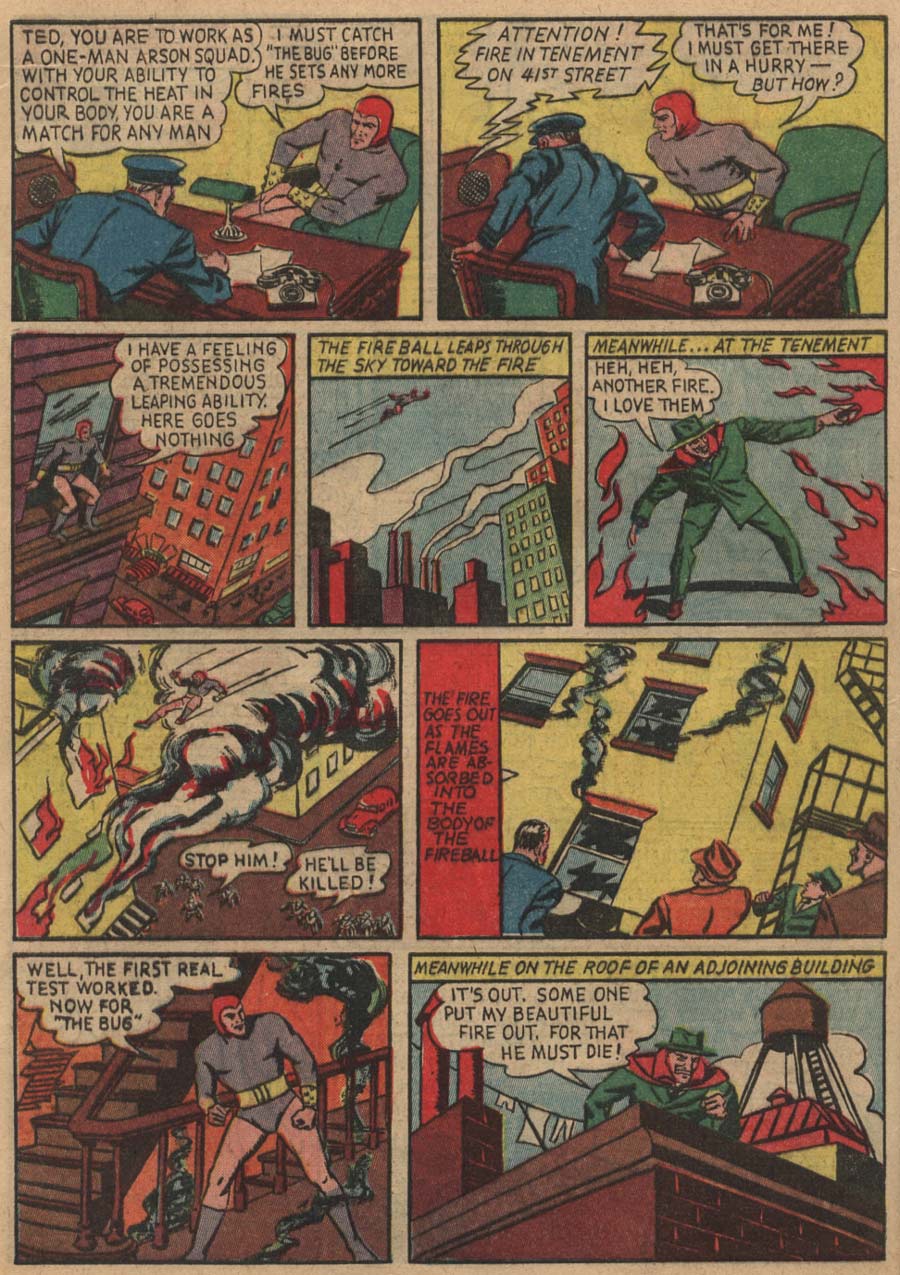 TED, YOU ARE TO WORK AS
A ONE-MAN ARSON SQUAD.
WITH YOUR ABILITY TO
CONTROL THE HEAT IN
YOUR BODY, YOU ARE A
MATCH FOR ANY MAN
I MUST CATCH
"THE BUG" BEFORE
HE SETS ANY MORE
FIRES
ATTENTION!
FIRE IN TENEMENT
ON 41ST STREET
THAT'S FOR ME!
I MUST GET THERE
IN A HURRY—
BUT HOW?
I HAVE A FEELING
OF POSSESSING
A TREMENDOUS
LEAPING ABILITY.
HERE GOES
NOTHING
THE FIREBALL LEAPS THROUGH
THE SKY TOWARD THE FIRE
MEANWHILE... AT THE TENEMENT
HEH, HEH,
ANOTHER FIRE.
I LOVE THEM
STOP HIM!
HE'LL BE
KILLED!
THE FIRE
GOES OUT
AS THE
FLAMES
ARE AB-
SORBED
INTO
THE
BODY OF
THE
FIREBALL
WELL, THE FIRST REAL
TEST WORKED.
NOW FOR
"THE BUG"
MEANWHILE ON THE ROOF OF AN ADJOINING BUILDING
IT'S OUT. SOME ONE
PUT MY BEAUTIFUL
FIRE OUT. FOR THAT
HE MUST DIE!